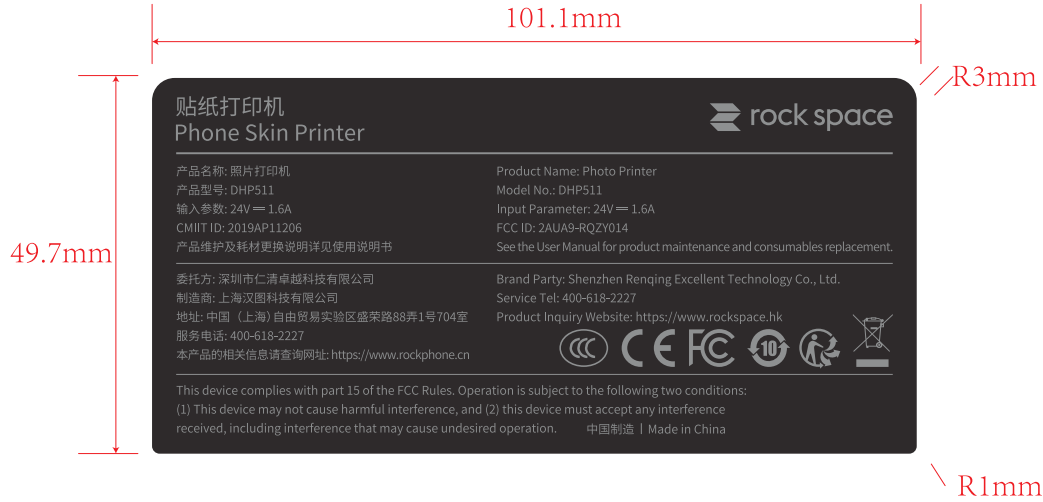 101.1mm
R3mm
贴纸打印机
Phone Skin Printer
rock space
产品名称: 照片打印机
产品型号: DHP511
输入参数: 24V⎓1.6A
CMIIT ID: 2019AP11206
产品维护及耗材更换说明详见使用说明书
Product Name: Photo Printer
Model No.: DHP511
Input Parameter: 24V⎓1.6A
FCC ID: 2AUA9-RQZY014
See the User Manual for product maintenance and consumables replacement.
49.7mm
委托方: 深圳市仁清卓越科技有限公司
制造商: 上海汉图科技有限公司
地址: 中国（上海）自由贸易实验区盛荣路88弄1号704室
服务电话: 400-618-2227
本产品的相关信息请查询网址: https://www.rockphone.cn
Brand Party: Shenzhen Renqing Excellent Technology Co., Ltd.
Service Tel: 400-618-2227
Product Inquiry Website: https://www.rockspace.hk
CCC CE FC 10
This device complies with part 15 of the FCC Rules. Operation is subject to the following two conditions:
(1) This device may not cause harmful interference, and (2) this device must accept any interference
received, including interference that may cause undesired operation. 中国制造 | Made in China
R1mm